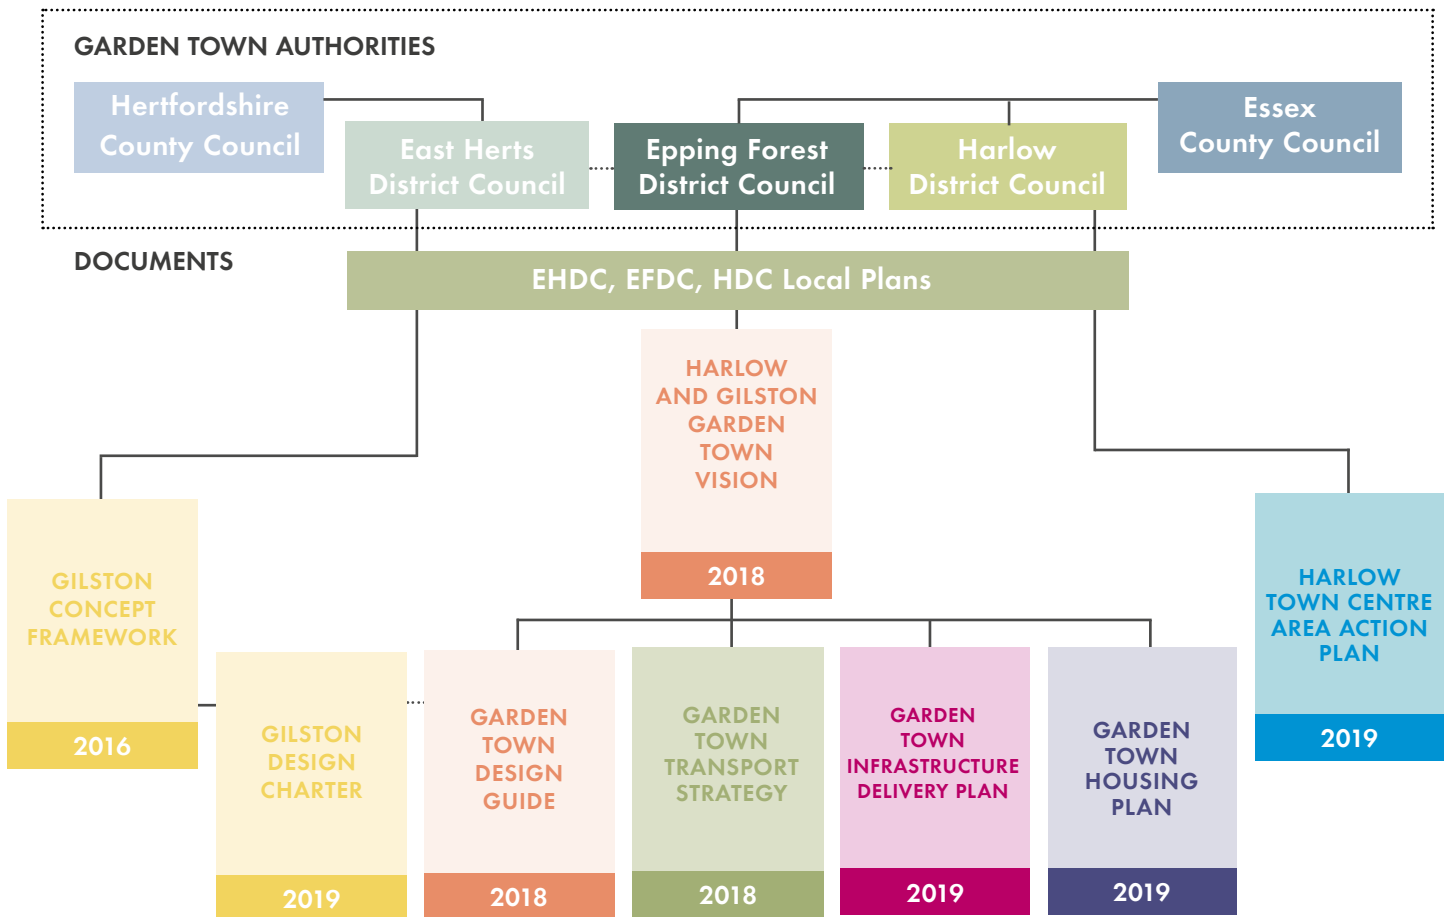 GARDEN TOWN AUTHORITIES
Hertfordshire
County Council
East Herts
District Council
Epping Forest
District Council
Harlow
District Council
Essex
County Council
DOCUMENTS
EHDC, EFDC, HDC Local Plans
HARLOW
AND GILSTON
GARDEN
TOWN
VISION
2018
GILSTON
CONCEPT
FRAMEWORK
2016
GILSTON
DESIGN
CHARTER
2019
GARDEN
TOWN
DESIGN
GUIDE
2018
GARDEN
TOWN
TRANSPORT
STRATEGY
2018
GARDEN
TOWN
INFRASTRUCTURE
DELIVERY PLAN
2019
GARDEN
TOWN
HOUSING
PLAN
2019
HARLOW
TOWN CENTRE
AREA ACTION
PLAN
2019